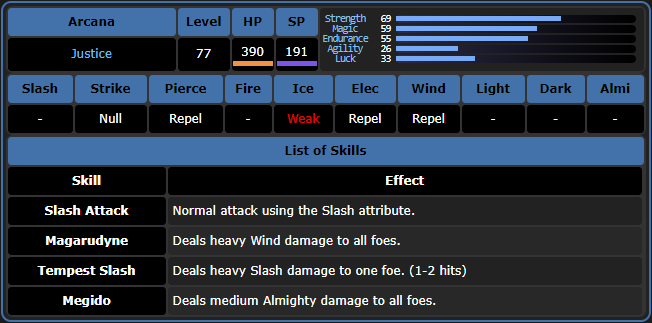 Arcana Level HP SP
Justice 77 390 191
Strength 69
Magic 59
Endurance 55
Agility 26
Luck 33
Slash Strike Pierce Fire Ice Elec Wind Light Dark Almi
- Null Repel - Weak Repel Repel - - -
List of Skills
Skill Effect
Slash Attack Normal attack using the Slash attribute.
Magarudyne Deals heavy Wind damage to all foes.
Tempest Slash Deals heavy Slash damage to one foe. (1-2 hits)
Megido Deals medium Almighty damage to all foes.